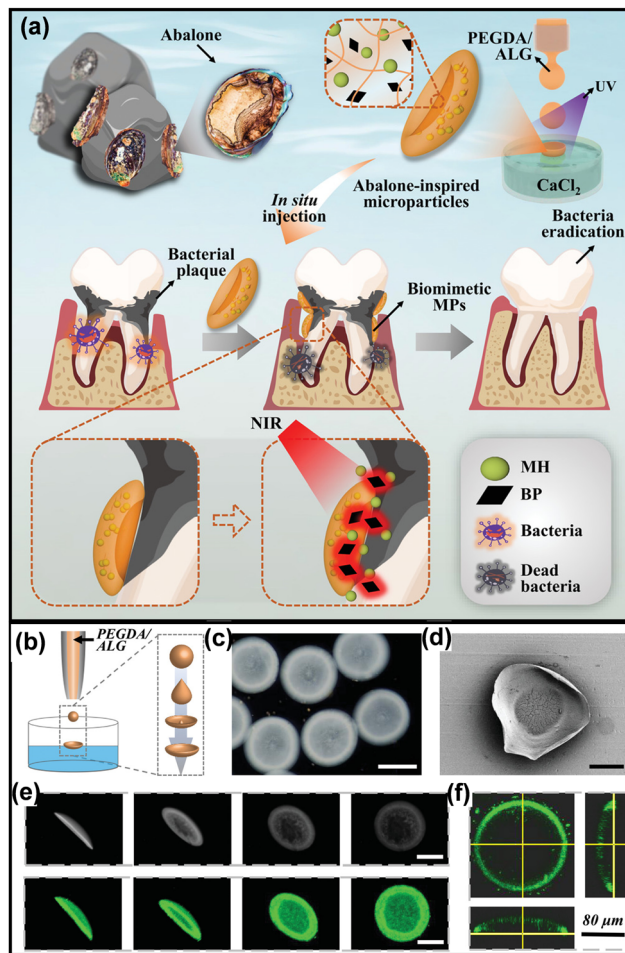 (a)
Abalone
PEGDA/
ALG
UV
CaCl2
Abalone-inspired
microparticles
In situ
injection
Bacterial
plaque
Biomimetic
MPs
Bacteria
eradication
NIR
MH
BP
Bacteria
Dead
bacteria
(b)
PEGDA/
ALG
(c)
(d)
(e)
(f)
80 μm